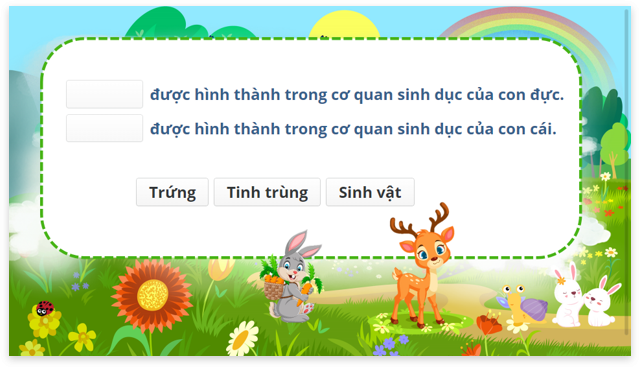 được hình thành trong cơ quan sinh dục của con đực.
được hình thành trong cơ quan sinh dục của con cái.
Trứng Tinh trùng Sinh vật